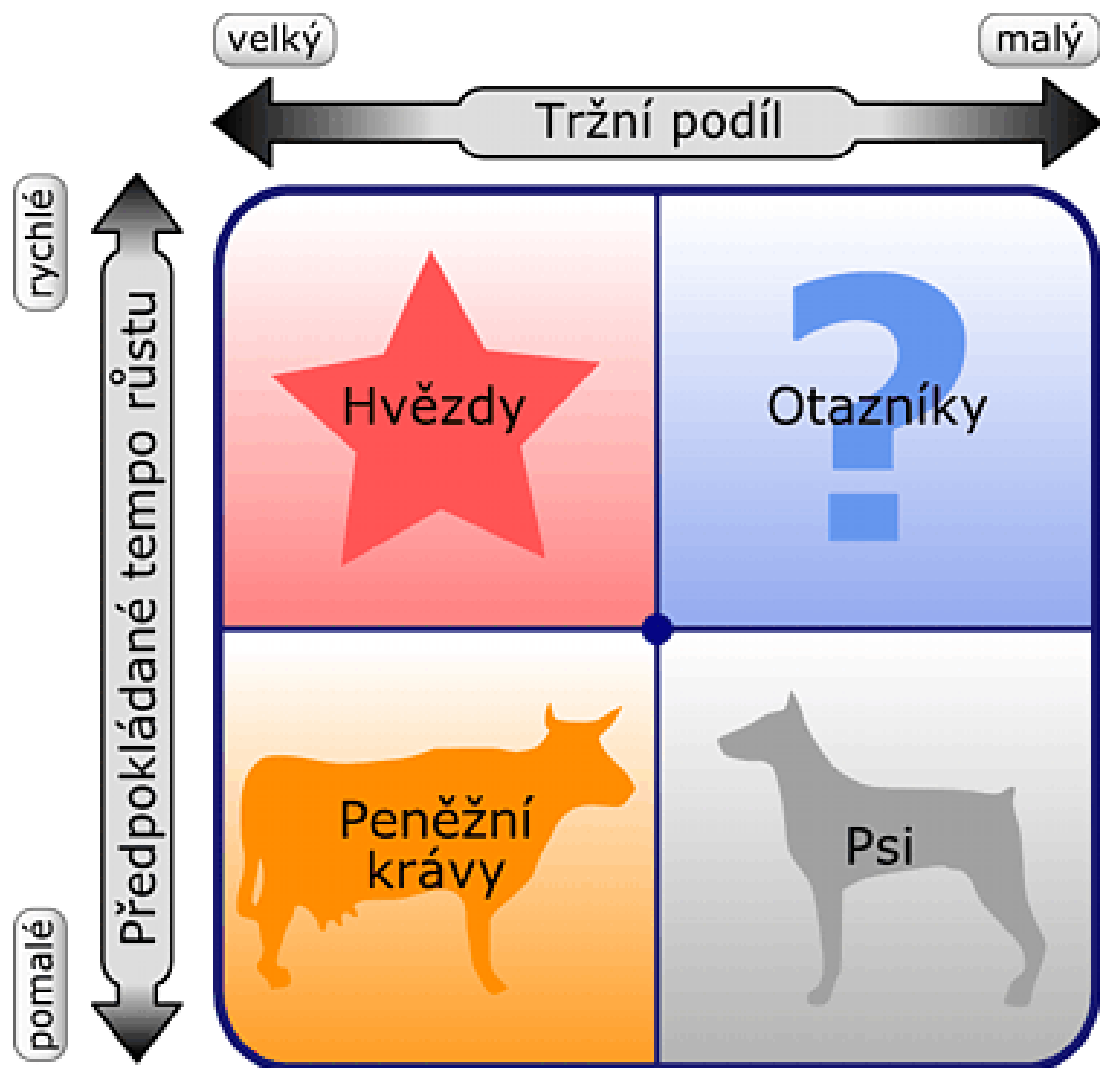 velký
malý
Tržní podíl
rychlé
Předpokládané tempo růstu
pomalé
Hvězdy
Otazníky
Peněžní
krávy
Psi